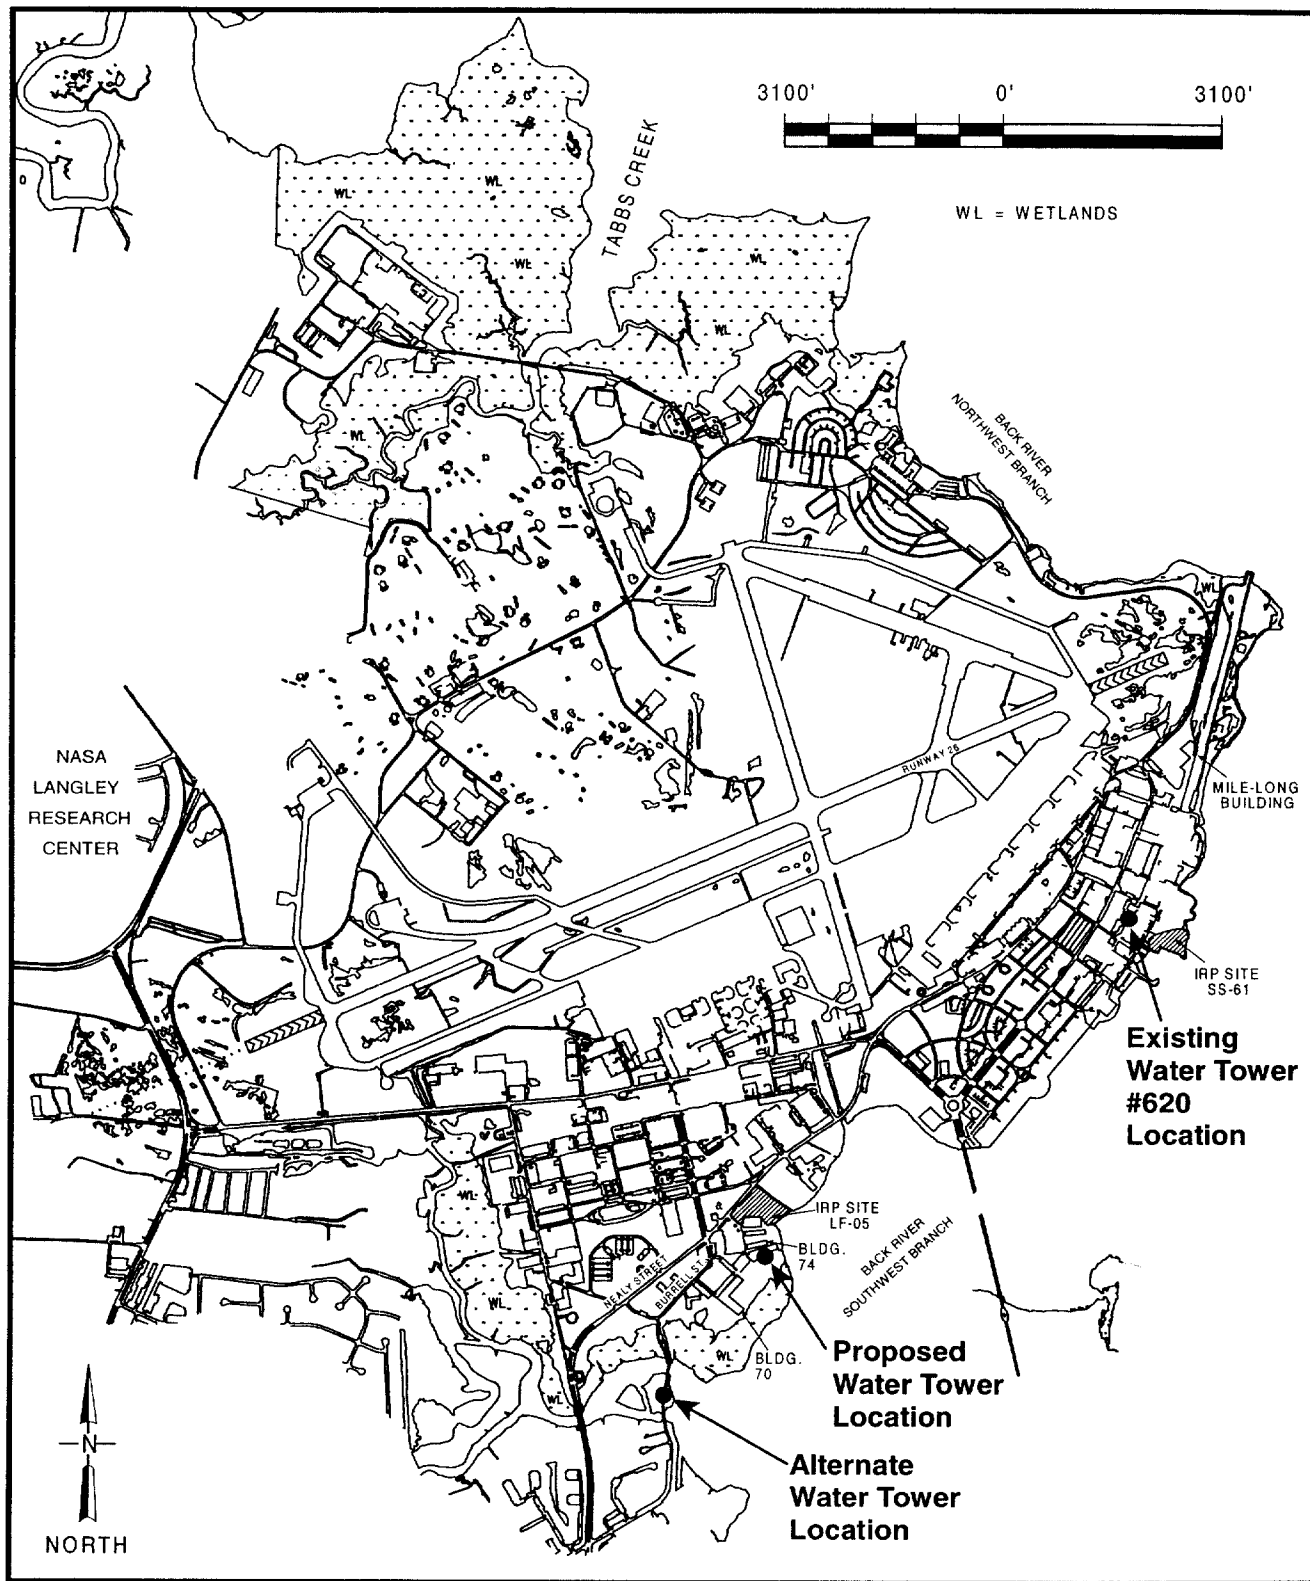 3100' 0' 3100'
WL = WETLANDS
TABBS CREEK
WL
WL
WL
WL
WL
WL
BACK RIVER
NORTHWEST BRANCH
WL
NASA
LANGLEY
RESEARCH
CENTER
RUNWAY 26
MILE-LONG
BUILDING
IRP SITE
SS-61
Existing
Water Tower
#620
Location
WL
IRP SITE
LF-05
BLDG.
74
BACK RIVER
SOUTHWEST BRANCH
NEALY STREET
BURRELL ST.
WL
WL
BLDG.
70
WL
Proposed
Water Tower
Location
Alternate
Water Tower
Location
N
NORTH